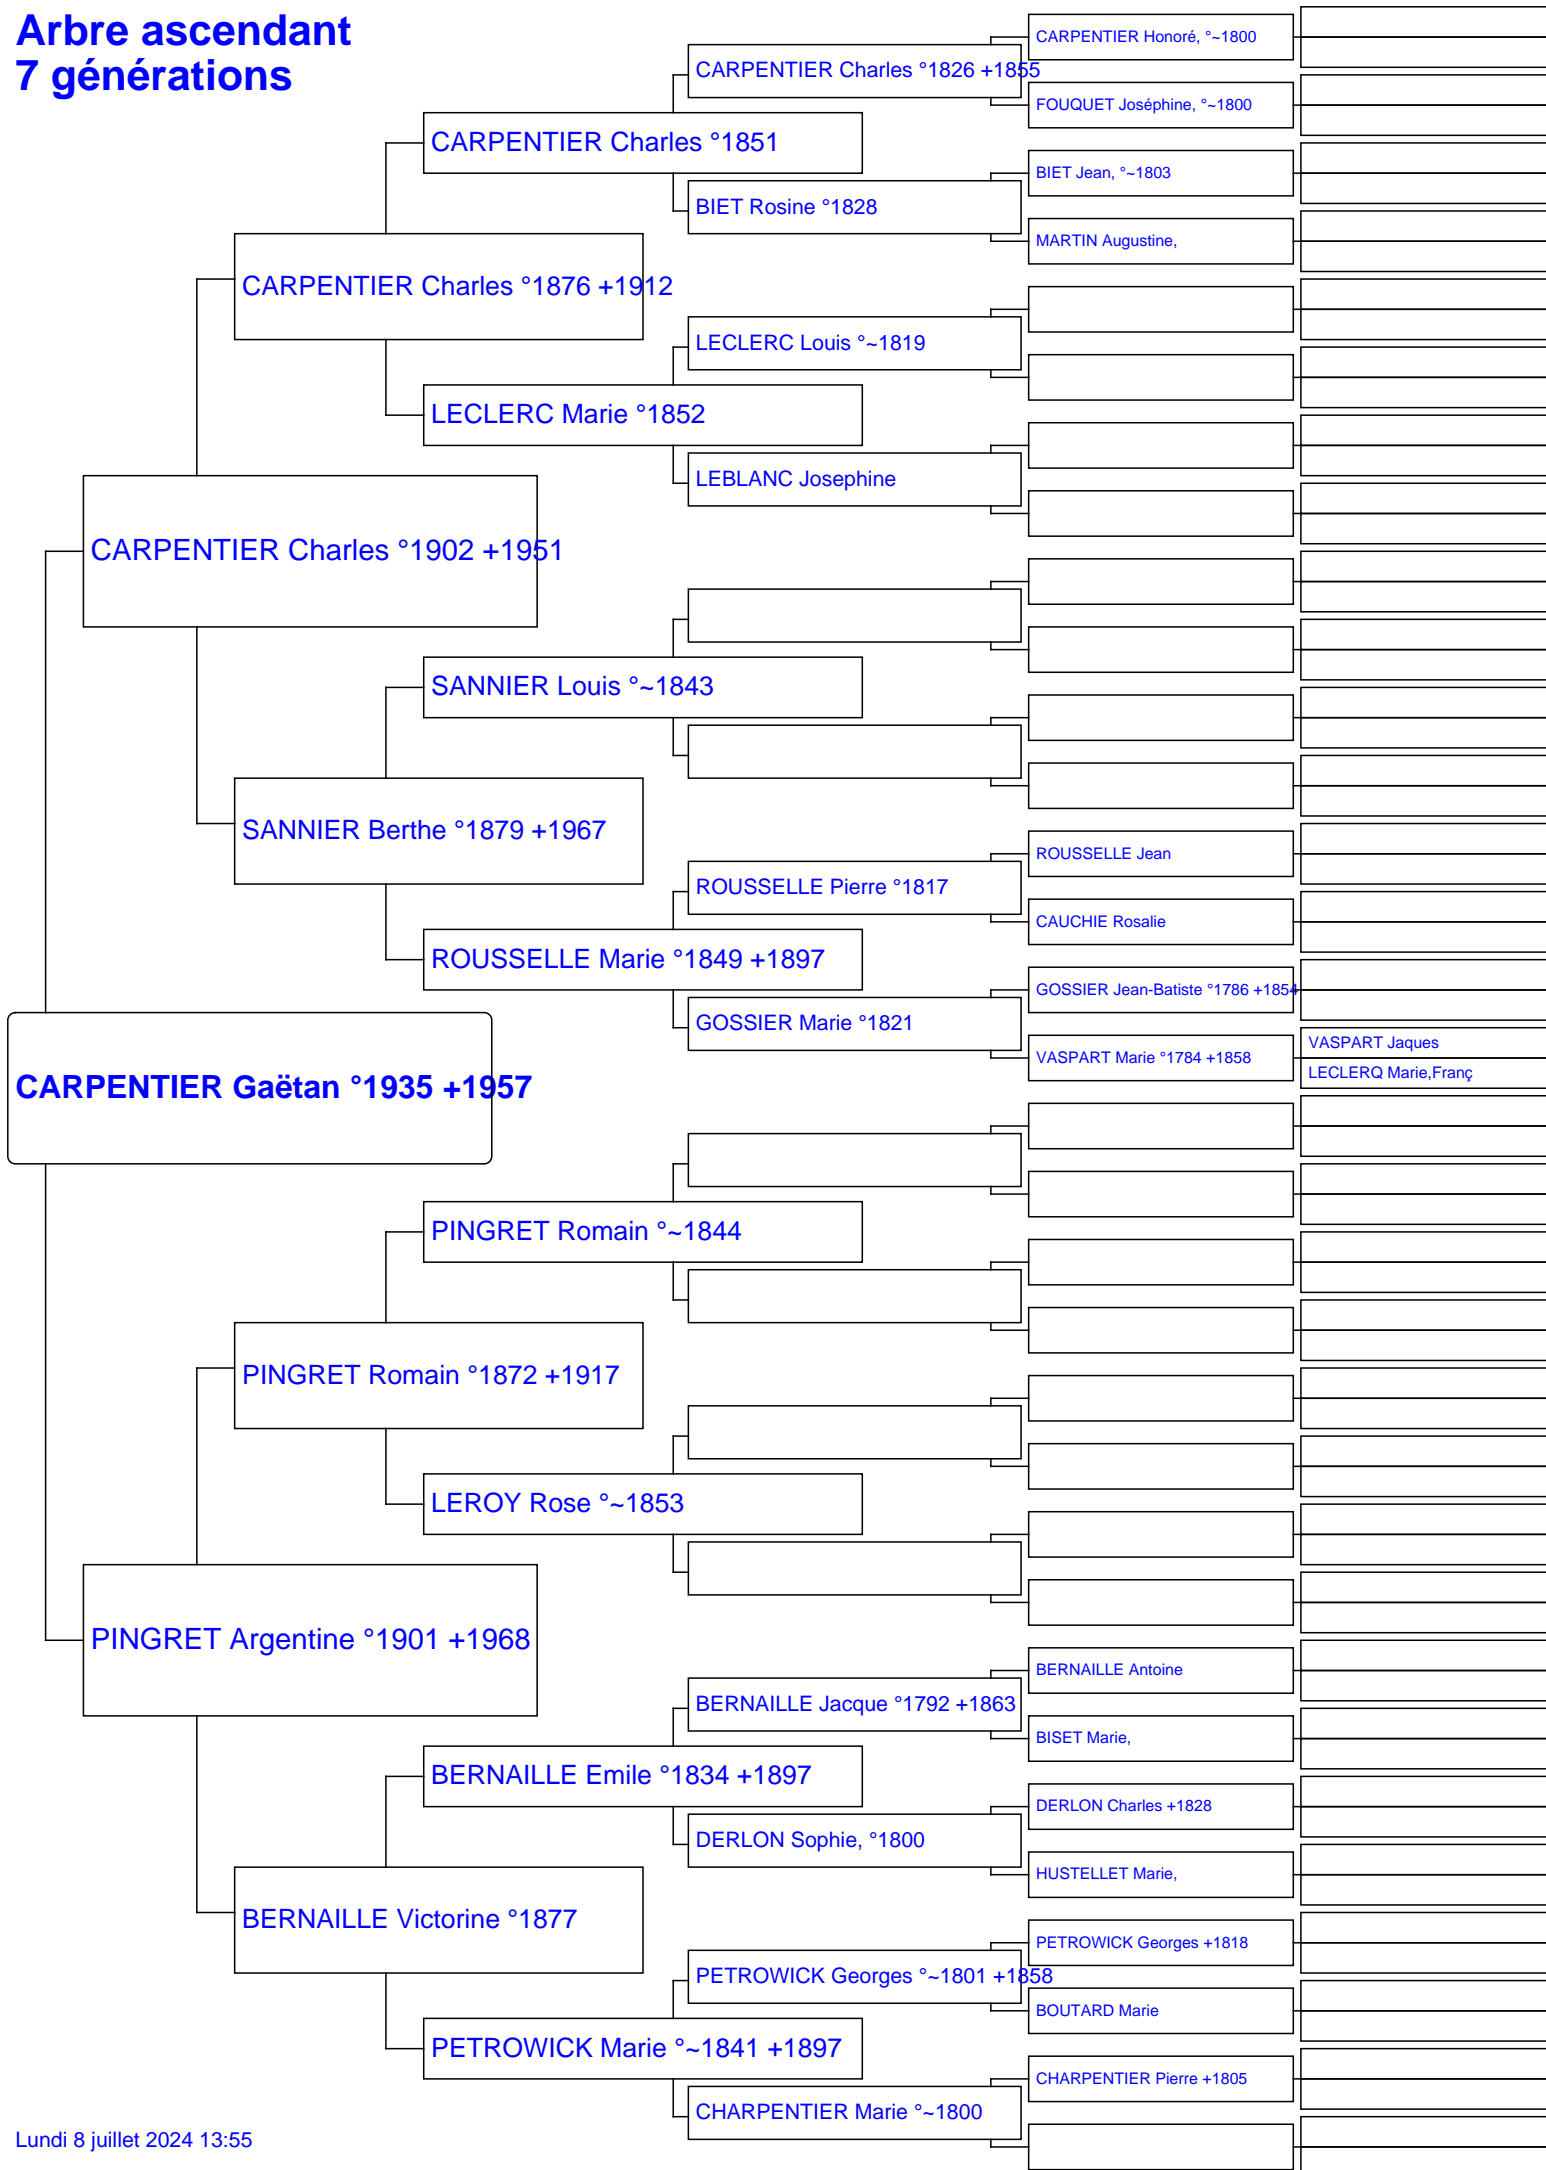 Arbre ascendant
7 générations
CARPENTIER Honoré, °~1800
CARPENTIER Charles °1826 +1855
FOUQUET Joséphine, °~1800
CARPENTIER Charles °1851
BIET Jean, °~1803
BIET Rosine °1828
MARTIN Augustine,
CARPENTIER Charles °1876 +1912
LECLERC Louis °~1819
LECLERC Marie °1852
LEBLANC Josephine
CARPENTIER Charles °1902 +1951
SANNIER Louis °~1843
SANNIER Berthe °1879 +1967
ROUSSELLE Jean
ROUSSELLE Pierre °1817
CAUCHIE Rosalie
ROUSSELLE Marie °1849 +1897
GOSSIER Jean-Batiste °1786 +1854
GOSSIER Marie °1821
VASPART Marie °1784 +1858
VASPART Jaques
LECLERQ Marie,Franç
CARPENTIER Gaëtan °1935 +1957
PINGRET Romain °~1844
PINGRET Romain °1872 +1917
LEROY Rose °~1853
PINGRET Argentine °1901 +1968
BERNAILLE Antoine
BERNAILLE Jacque °1792 +1863
BISET Marie,
BERNAILLE Emile °1834 +1897
DERLON Charles +1828
DERLON Sophie, °1800
HUSTELLET Marie,
BERNAILLE Victorine °1877
PETROWICK Georges +1818
PETROWICK Georges °~1801 +1858
BOUTARD Marie
PETROWICK Marie °~1841 +1897
CHARPENTIER Pierre +1805
CHARPENTIER Marie °~1800
Lundi 8 juillet 2024 13:55